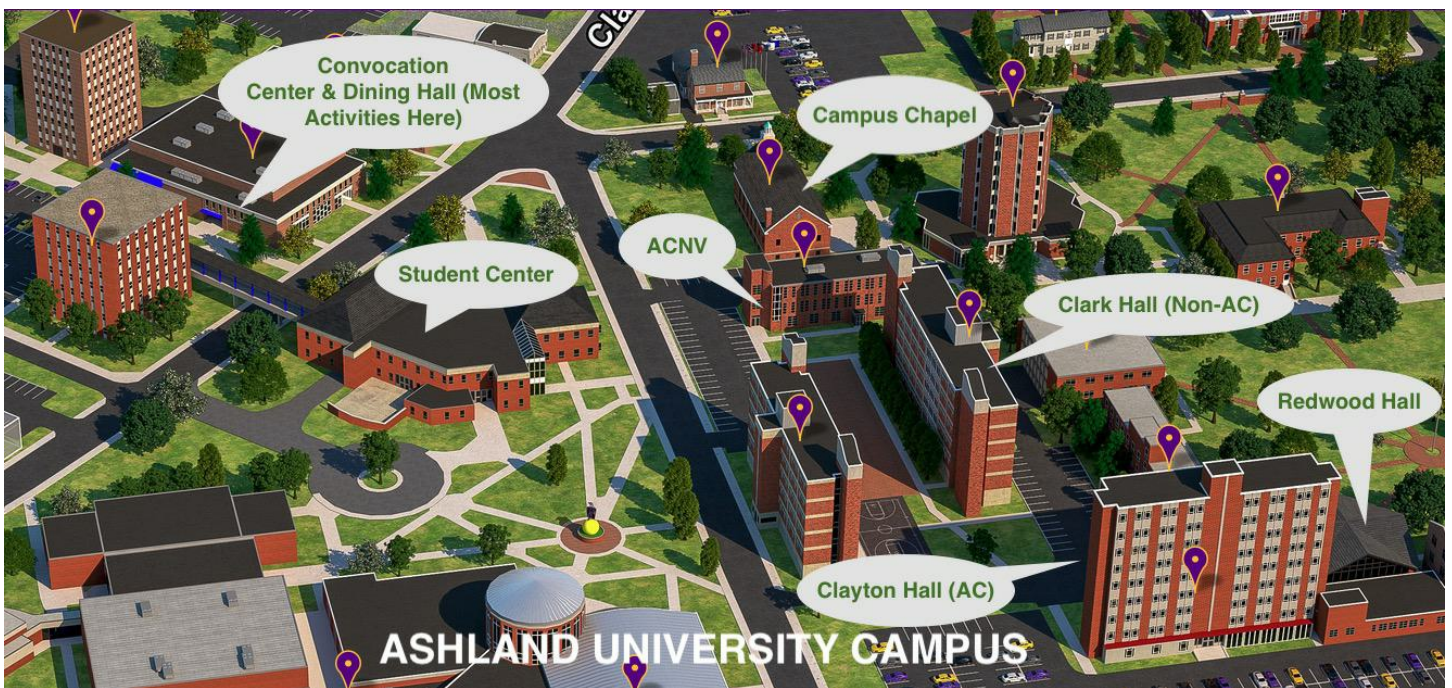 Cla
Convocation
Center & Dining Hall (Most
Activities Here)
Campus Chapel
ACNV
Student Center
Clark Hall (Non-AC)
Redwood Hall
Clayton Hall (AC)
ASHLAND UNIVERSITY CAMPUS